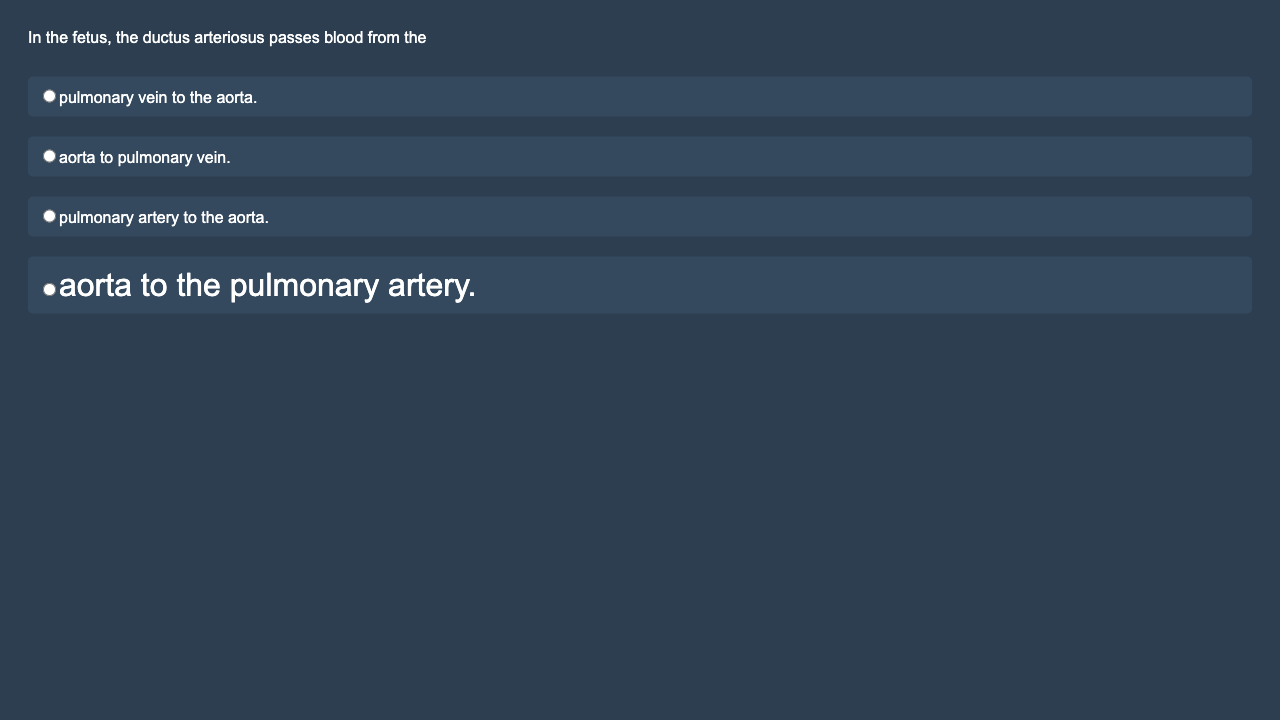 In the fetus, the ductus arteriosus passes blood from the
pulmonary vein to the aorta.
aorta to pulmonary vein.
pulmonary artery to the aorta.
aorta to the pulmonary artery.